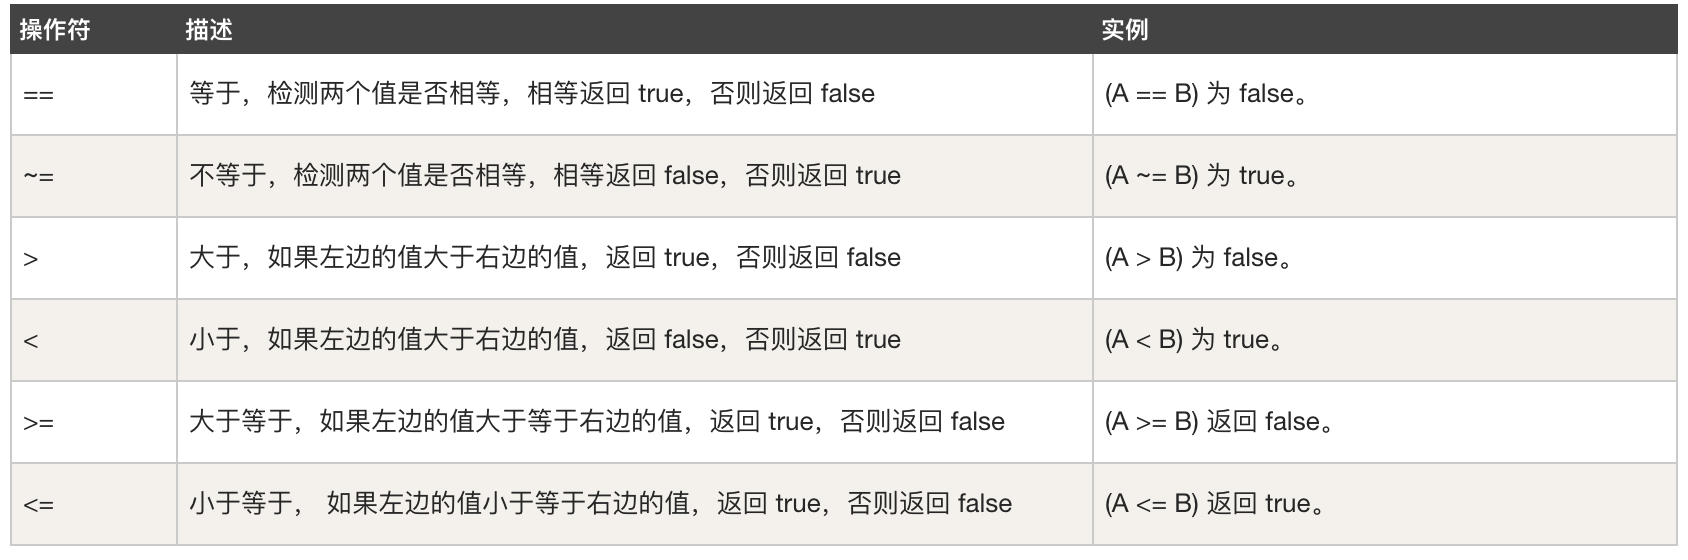 操作符 描述 实例
== 等于，检测两个值是否相等，相等返回 true，否则返回 false (A == B) 为 false。
~= 不等于，检测两个值是否相等，相等返回 false，否则返回 true (A ~= B) 为 true。
> 大于，如果左边的值大于右边的值，返回 true，否则返回 false (A > B) 为 false。
< 小于，如果左边的值大于右边的值，返回 false，否则返回 true (A < B) 为 true。
>= 大于等于，如果左边的值大于等于右边的值，返回 true，否则返回 false (A >= B) 返回 false。
<= 小于等于， 如果左边的值小于等于右边的值，返回 true，否则返回 false (A <= B) 返回 true。